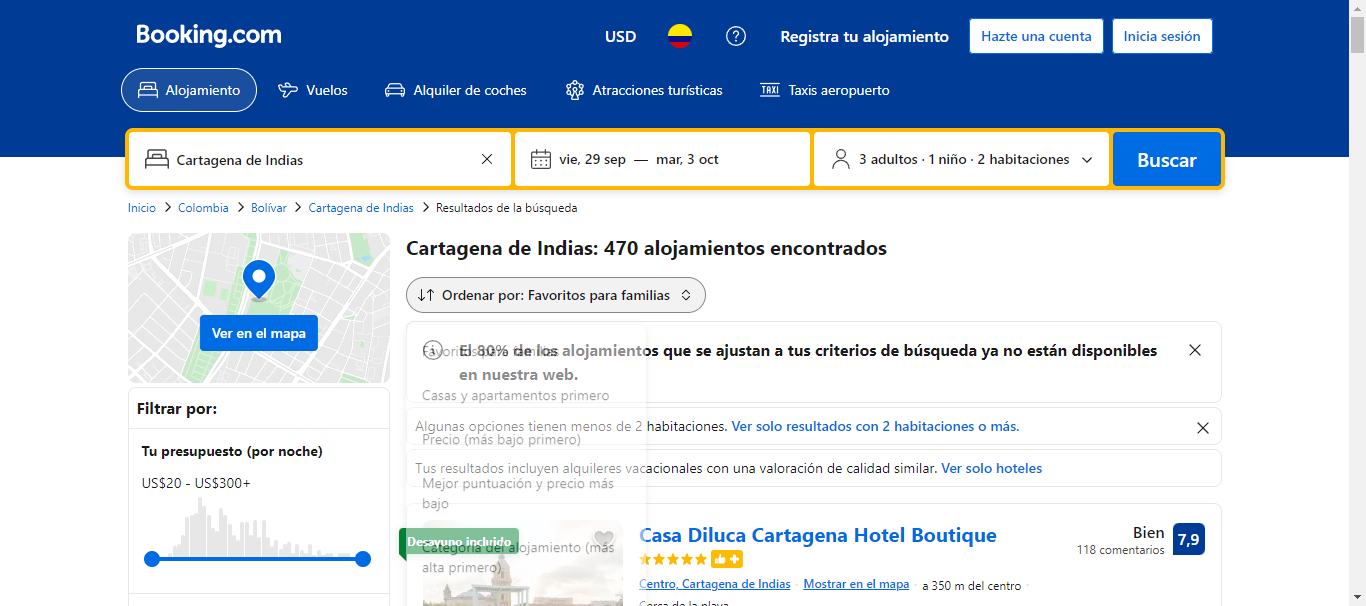 Booking.com
USD
Registra tu alojamiento
Hazte una cuenta
Inicia sesión
Alojamiento
Vuelos
Alquiler de coches
Atracciones turísticas
TAXI Taxis aeropuerto
Cartagena de Indias
vie, 29 sep — mar, 3 oct
3 adultos · 1 niño · 2 habitaciones
Buscar
Inicio > Colombia > Bolívar > Cartagena de Indias > Resultados de la búsqueda
Ver en el mapa
Filtrar por:
Tu presupuesto (por noche)
US$20 - US$300+
Cartagena de Indias: 470 alojamientos encontrados
Ordenar por: Favoritos para familias
El 80% de los alojamientos que se ajustan a tus criterios de búsqueda ya no están disponibles
en nuestra web.
Algunas opciones tienen menos de 2 habitaciones. Ver solo resultados con 2 habitaciones o más.
Tus resultados incluyen alquileres vacacionales con una valoración de calidad similar. Ver solo hoteles
Favoritos para familias
Casas y apartamentos primero
Precio (más bajo primero)
Mejor puntuación y precio más
bajo
Categoría del alojamiento (más
alta primero)
Desayuno incluido
Casa Diluca Cartagena Hotel Boutique
Bien
118 comentarios
7,9
Centro, Cartagena de Indias · Mostrar en el mapa · a 350 m del centro ·
Cerca de la playa